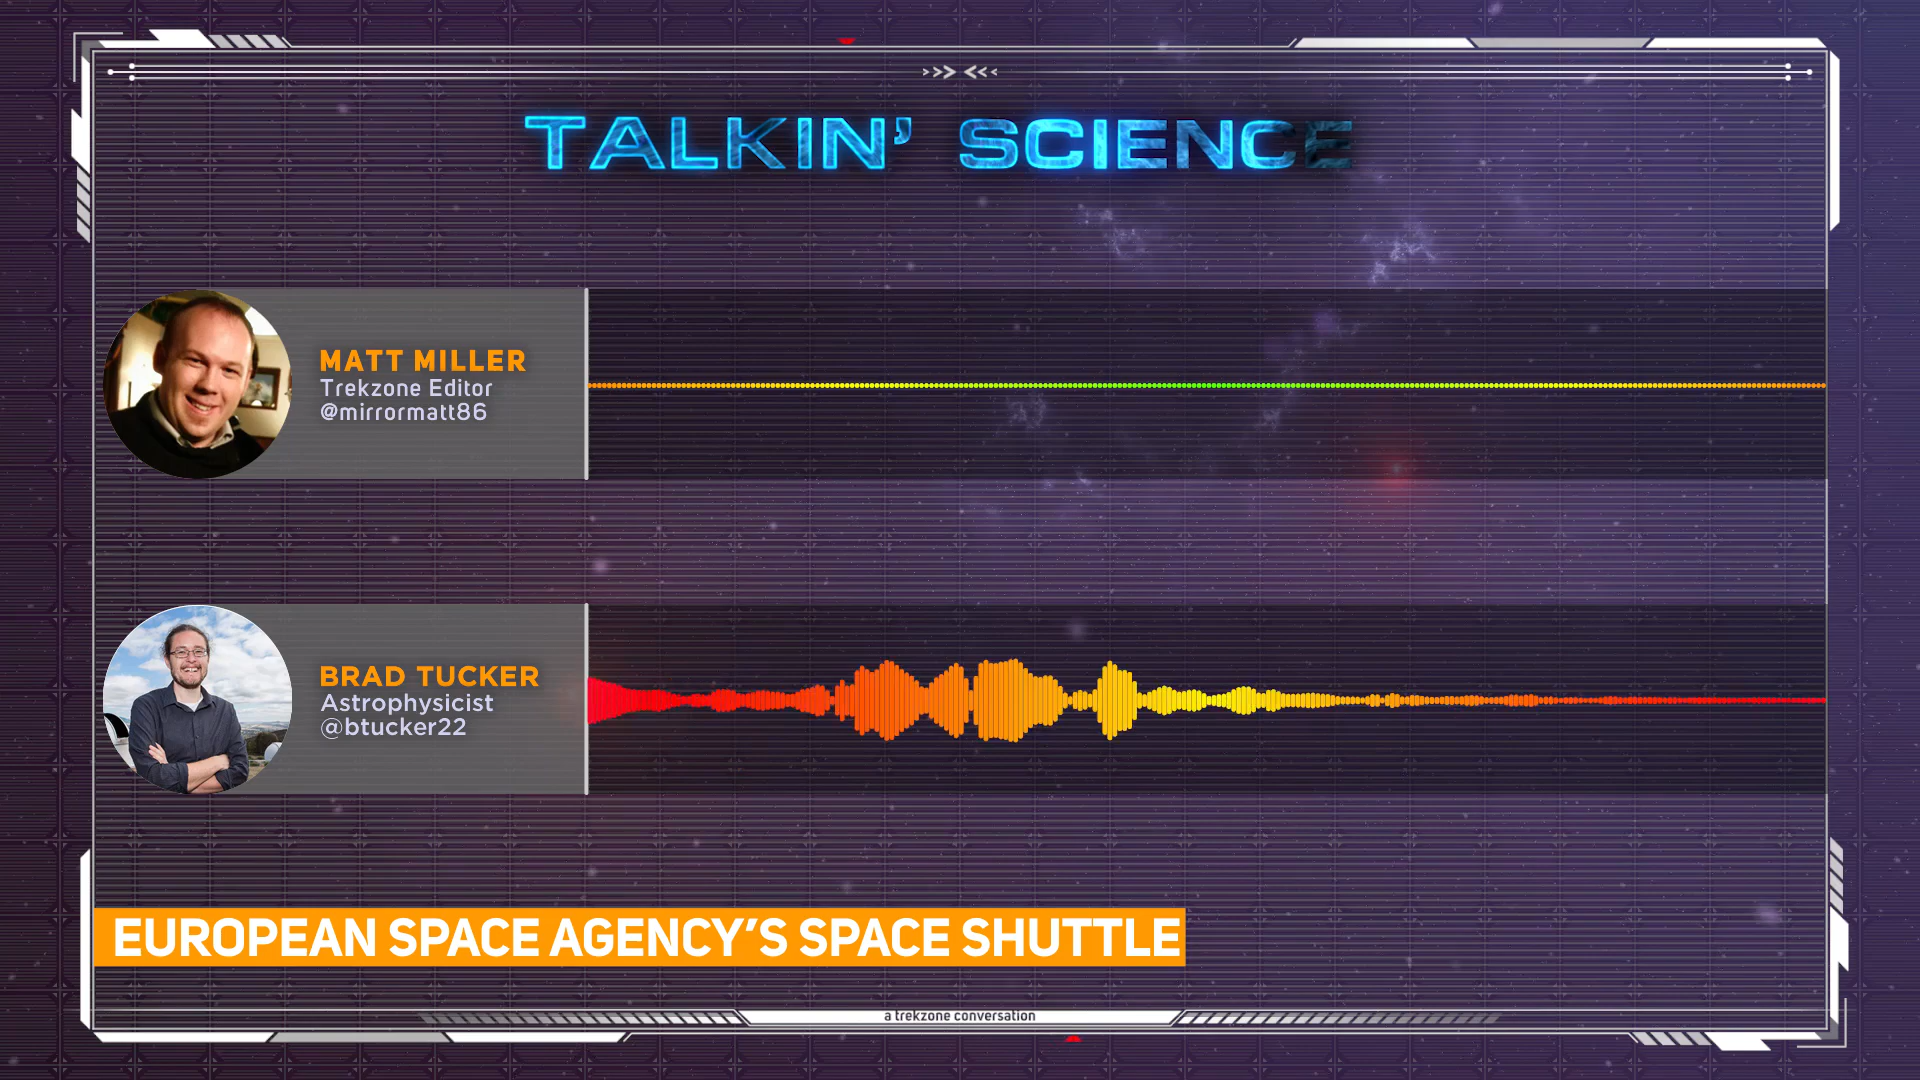 TALKIN' SCIENCE
MATT MILLER
Trekzone Editor
@mirrormatt86
BRAD TUCKER
Astrophysicist
@btucker22
EUROPEAN SPACE AGENCY'S SPACE SHUTTLE
a trekzone conversation